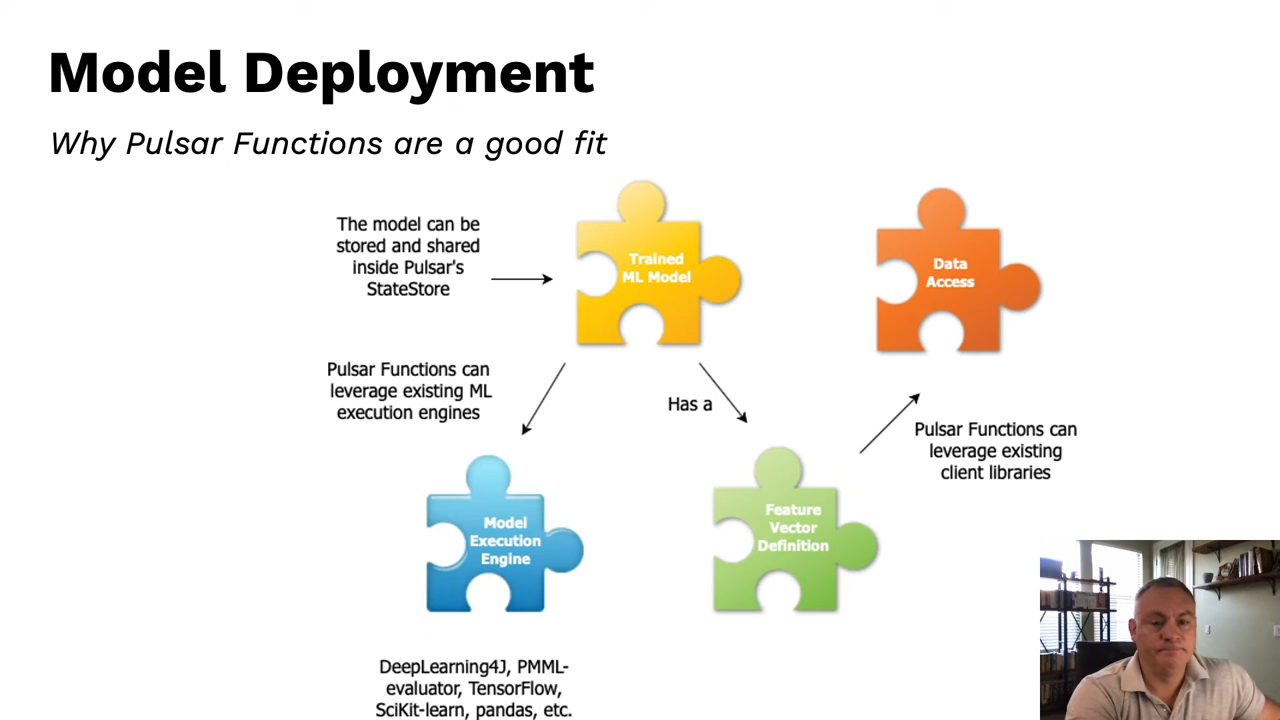 Model Deployment
Why Pulsar Functions are a good fit
The model can be
stored and shared
inside Pulsar's
StateStore
Trained
ML Model
Data
Access
Pulsar Functions can
leverage existing ML
execution engines
Has a
Pulsar Functions can
leverage existing
client libraries
Model
Execution
Engine
Feature
Vector
Definition
DeepLearning4J, PMML-
evaluator, TensorFlow,
SciKit-learn, pandas, etc.